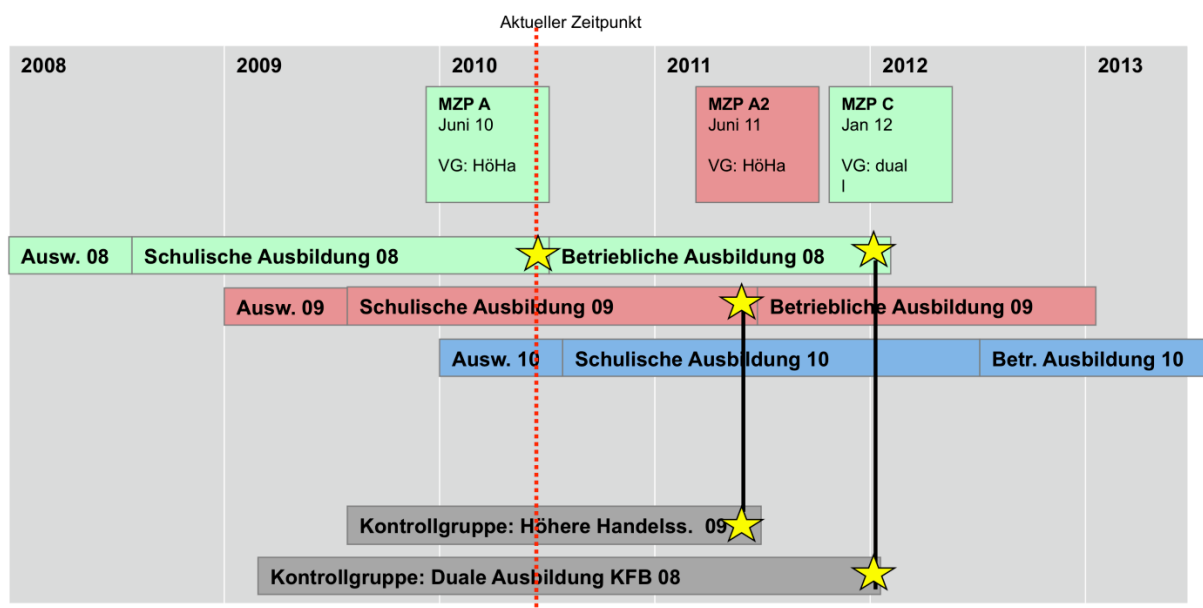 Aktueller Zeitpunkt
2008 2009 2010 2011 2012 2013
MZP A
Juni 10
VG: HöHa
MZP A2
Juni 11
VG: HöHa
MZP C
Jan 12
VG: dual
I
Ausw. 08 Schulische Ausbildung 08 Betriebliche Ausbildung 08
Ausw. 09 Schulische Ausbildung 09 Betriebliche Ausbildung 09
Ausw. 10 Schulische Ausbildung 10 Betr. Ausbildung 10
Kontrollgruppe: Höhere Handelss. 09
Kontrollgruppe: Duale Ausbildung KFB 08